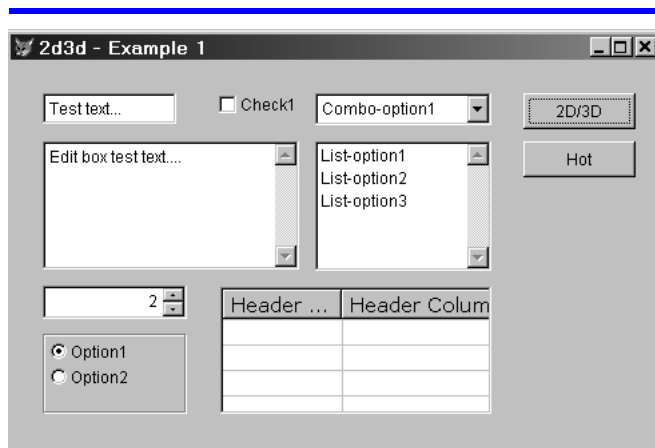 2d3d - Example 1
Test text...
Check1
Combo-option1
2D/3D
Edit box test text....
List-option1
List-option2
List-option3
Hot
2
Header ...
Header Colum
Option1
Option2